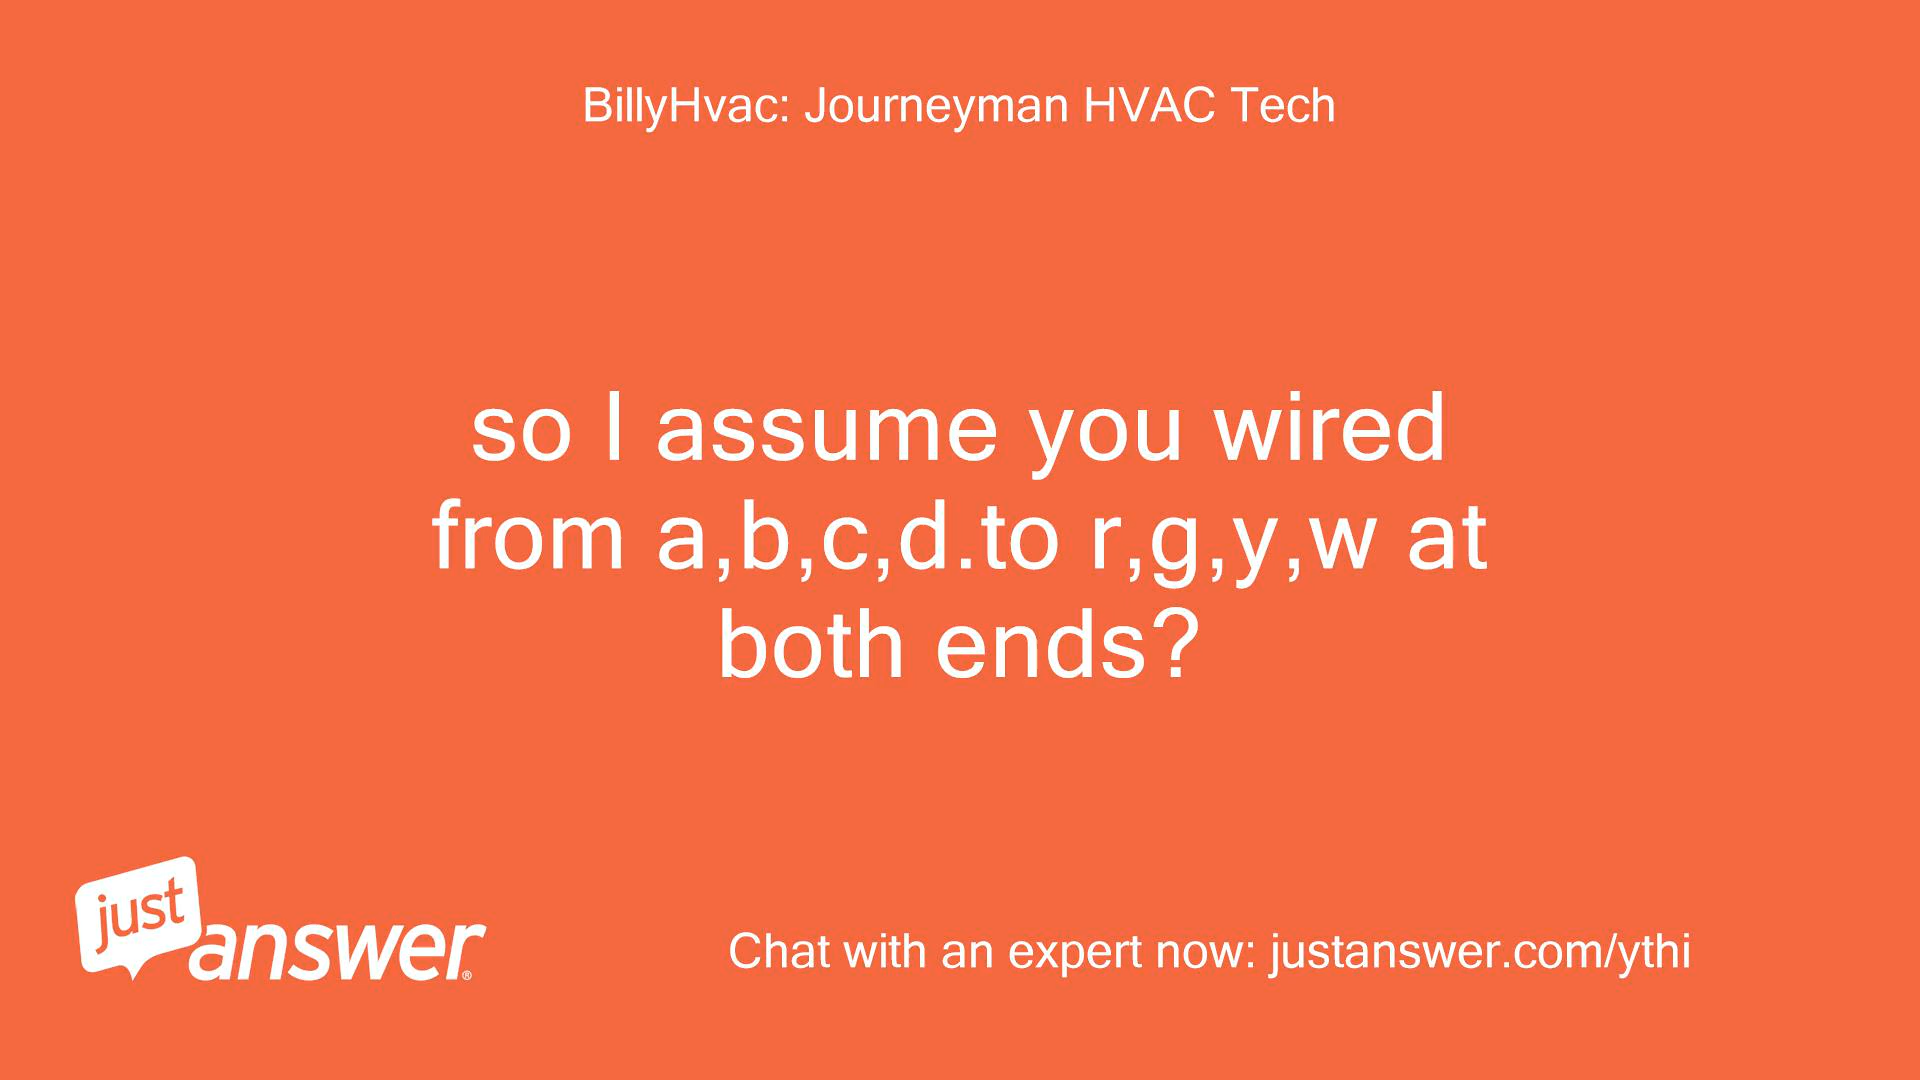 BillyHvac: Journeyman HVAC Tech
so I assume you wired
from a,b,c,d.to r,g,y,w at
both ends?
just
answer®
Chat with an expert now: justanswer.com/ythi